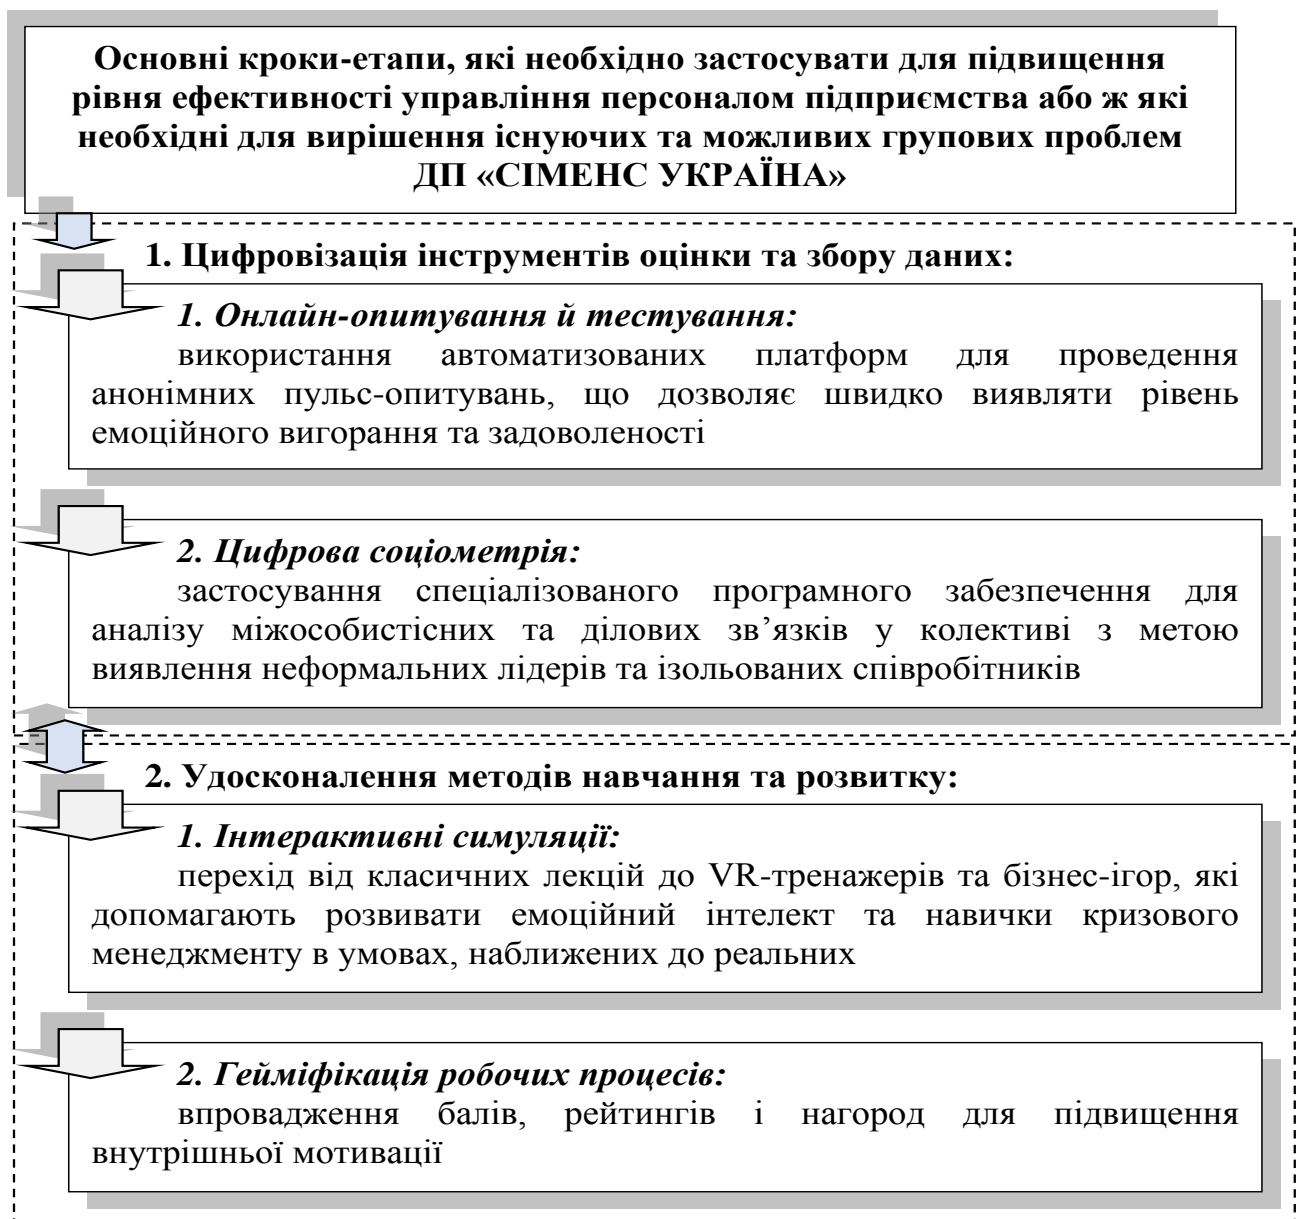 Основні кроки-етапи, які необхідно застосувати для підвищення
рівня ефективності управління персоналом підприємства або ж які
необхідні для вирішення існуючих та можливих групових проблем
ДП «СІМЕНС УКРАЇНА»
1. Цифровізація інструментів оцінки та збору даних:
1. Онлайн-опитування й тестування:
використання автоматизованих платформ для проведення
анонімних пульс-опитувань, що дозволяє швидко виявляти рівень
емоційного вигорання та задоволеності
2. Цифрова соціометрія:
застосування спеціалізованого програмного забезпечення для
аналізу міжособистісних та ділових зв’язків у колективі з метою
виявлення неформальних лідерів та ізольованих співробітників
2. Удосконалення методів навчання та розвитку:
1. Інтерактивні симуляції:
перехід від класичних лекцій до VR-тренажерів та бізнес-ігор, які
допомагають розвивати емоційний інтелект та навички кризового
менеджменту в умовах, наближених до реальних
2. Гейміфікація робочих процесів:
впровадження балів, рейтингів і нагород для підвищення
внутрішньої мотивації